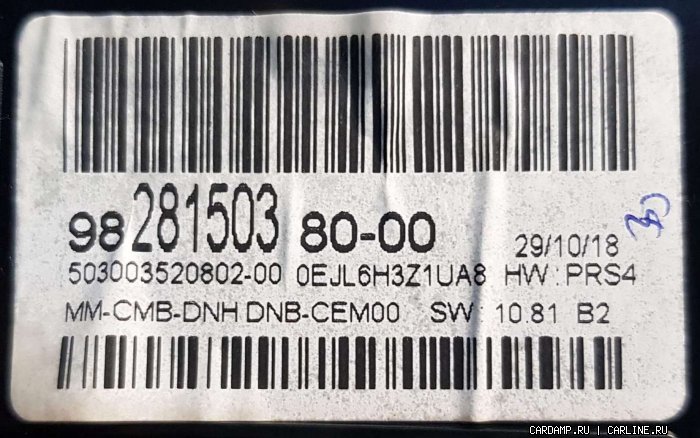 98 281503 80-00 29/10/18
503003520802-00 0EJL6H3Z1UA8 HW: PRS4
MM-CMB-DNH DNB-CEM00 SW: 10.81 B2
CARDAMP.RU | CARLINE.RU